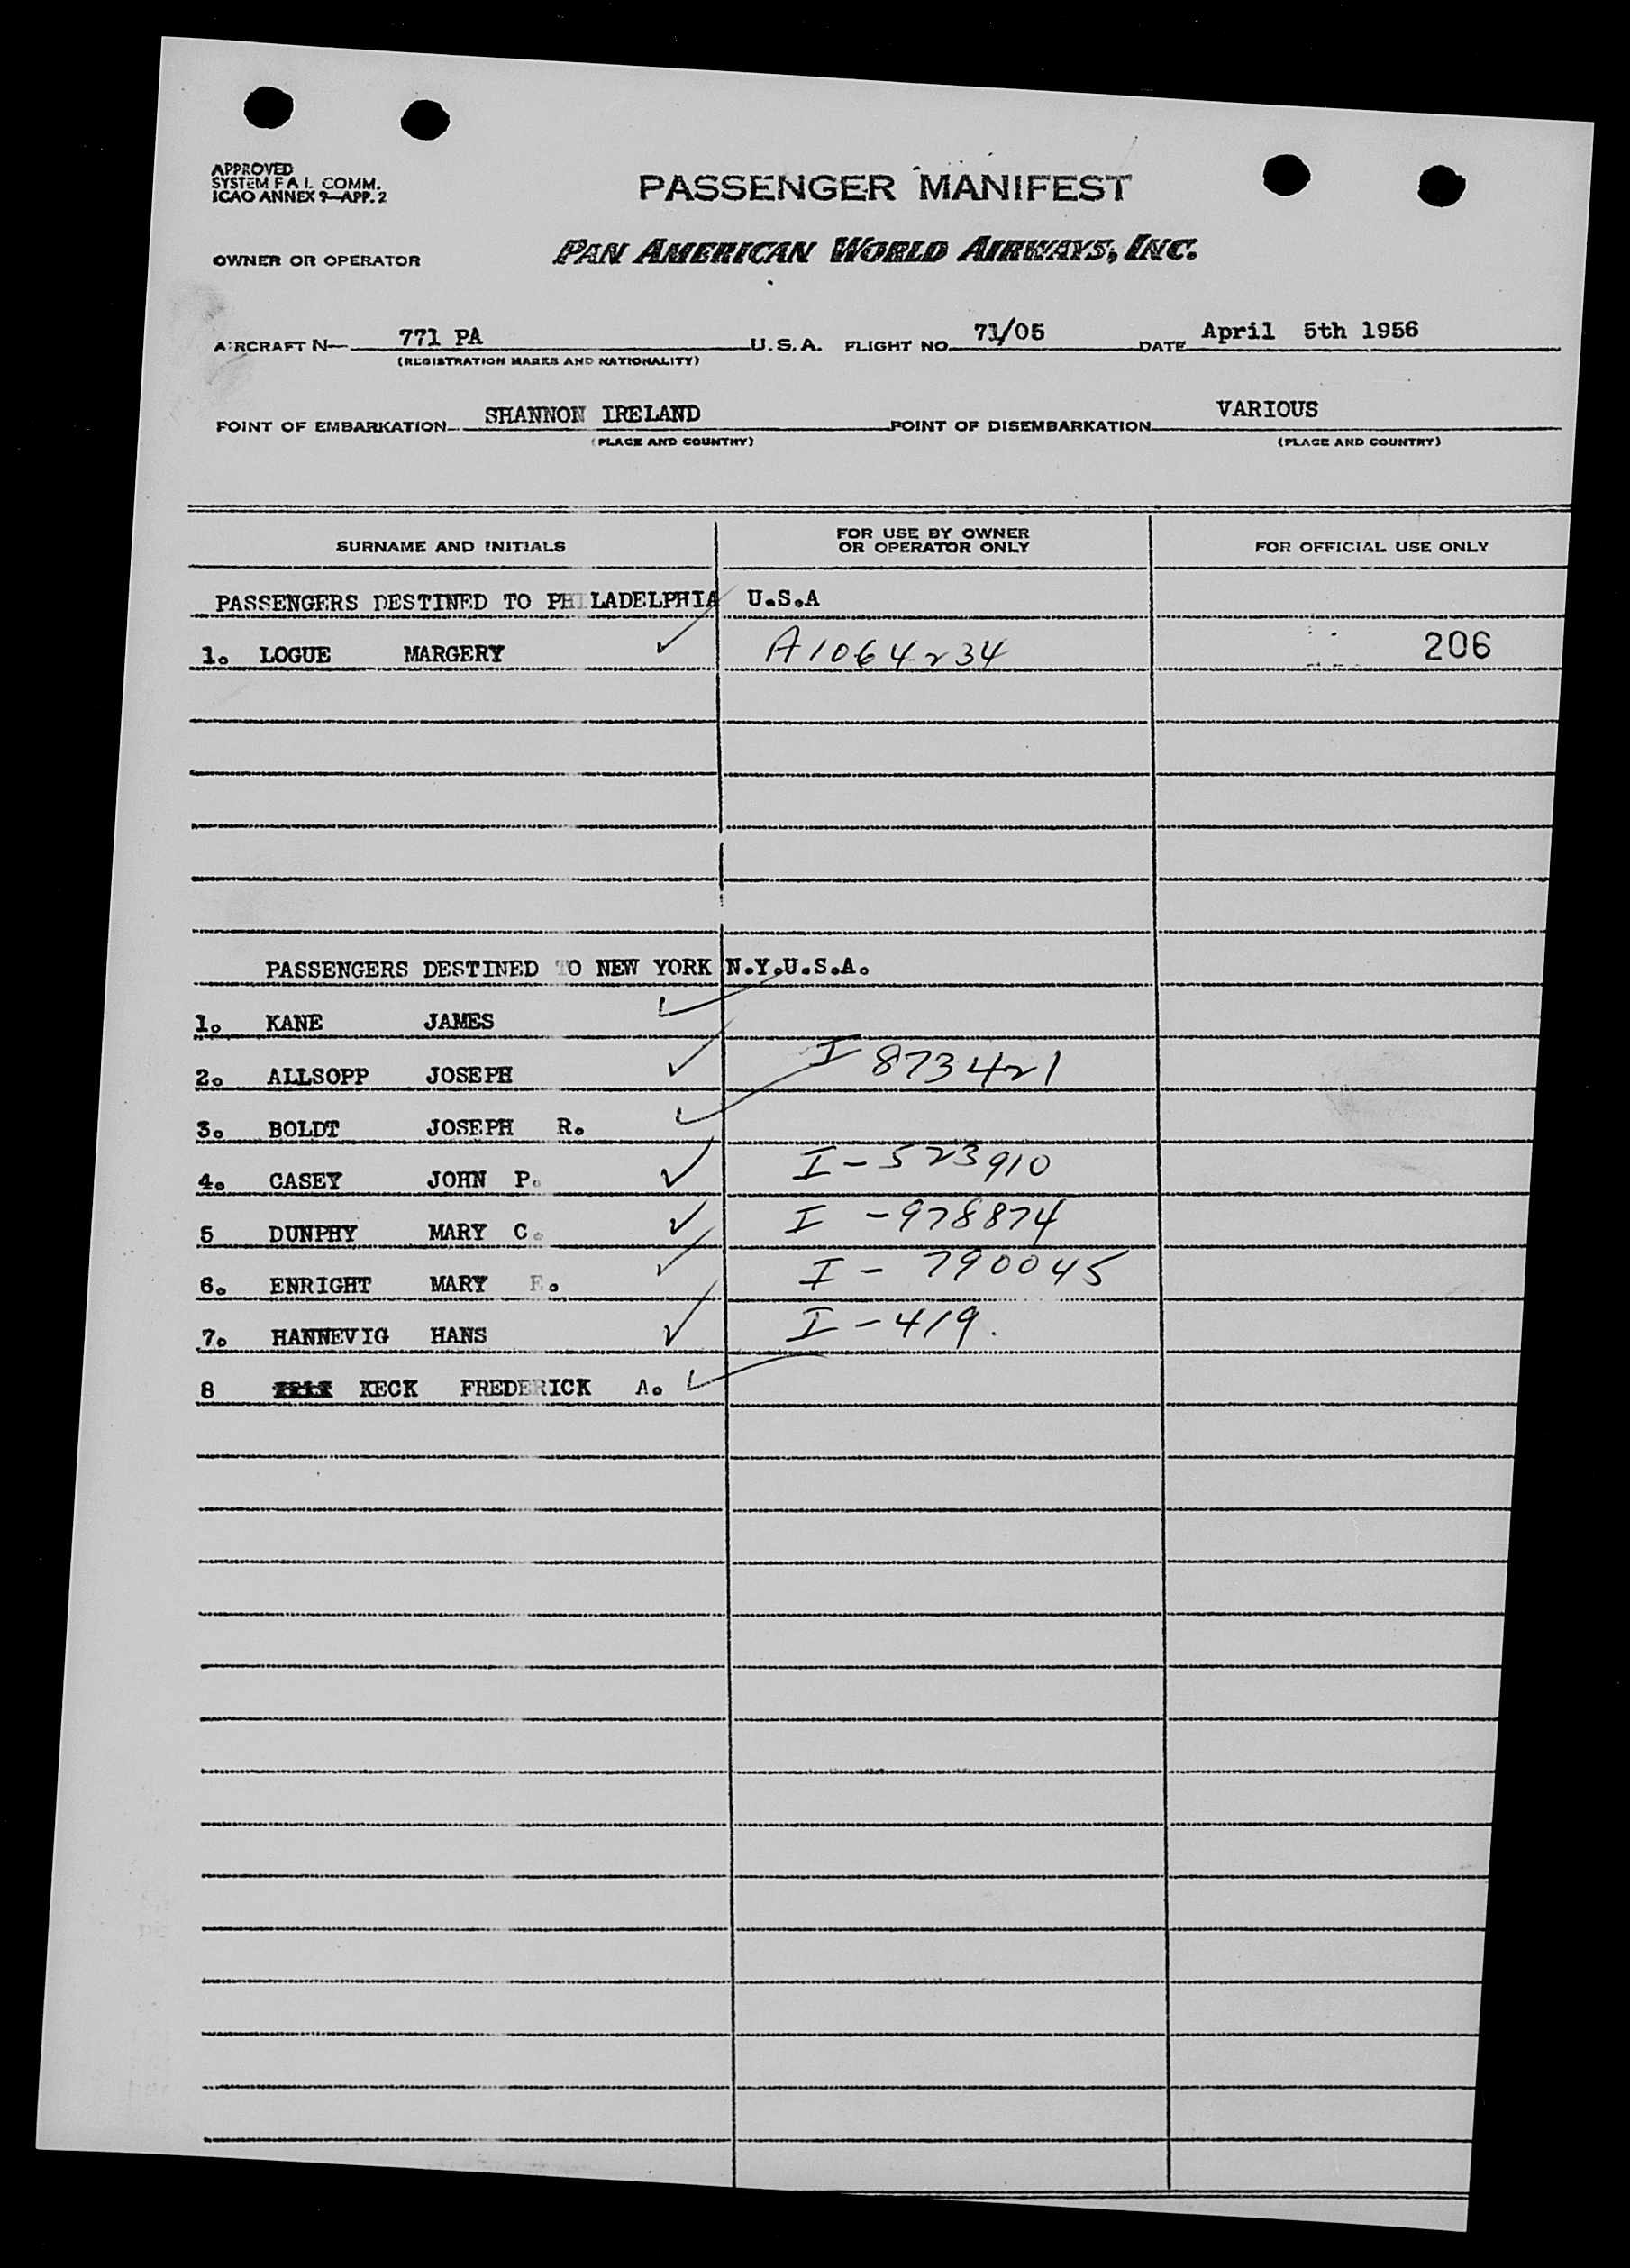 APPROVED
SYSTEM F A L COMM.
ICAO ANNEX 9—APP. 2
PASSENGER MANIFEST
OWNER OR OPERATOR PAN AMERICAN WORLD AIRWAYS, INC.
AIRCRAFT N— 771 PA U.S.A. FLIGHT NO. 71/05 DATE April 5th 1956
(REGISTRATION MARKS AND NATIONALITY)
POINT OF EMBARKATION SHANNON IRELAND POINT OF DISEMBARKATION VARIOUS
(PLACE AND COUNTRY) (PLACE AND COUNTRY)
SURNAME AND INITIALS FOR USE BY OWNER OR OPERATOR ONLY FOR OFFICIAL USE ONLY
PASSENGERS DESTINED TO PHILADELPHIA U.S.A
1. LOGUE MARGERY ✓ A1064234 206
PASSENGERS DESTINED TO NEW YORK N.Y.U.S.A.
1. KANE JAMES ✓
2. ALLSOPP JOSEPH ✓ I 873421
3. BOLDT JOSEPH R. ✓
4. CASEY JOHN P. ✓ I-523910
5 DUNPHY MARY C. ✓ I -978874
6. ENRIGHT MARY E. ✓ I - 790045
7. HANNEVIG HANS ✓ I-419.
8 KECK FREDERICK A. ✓